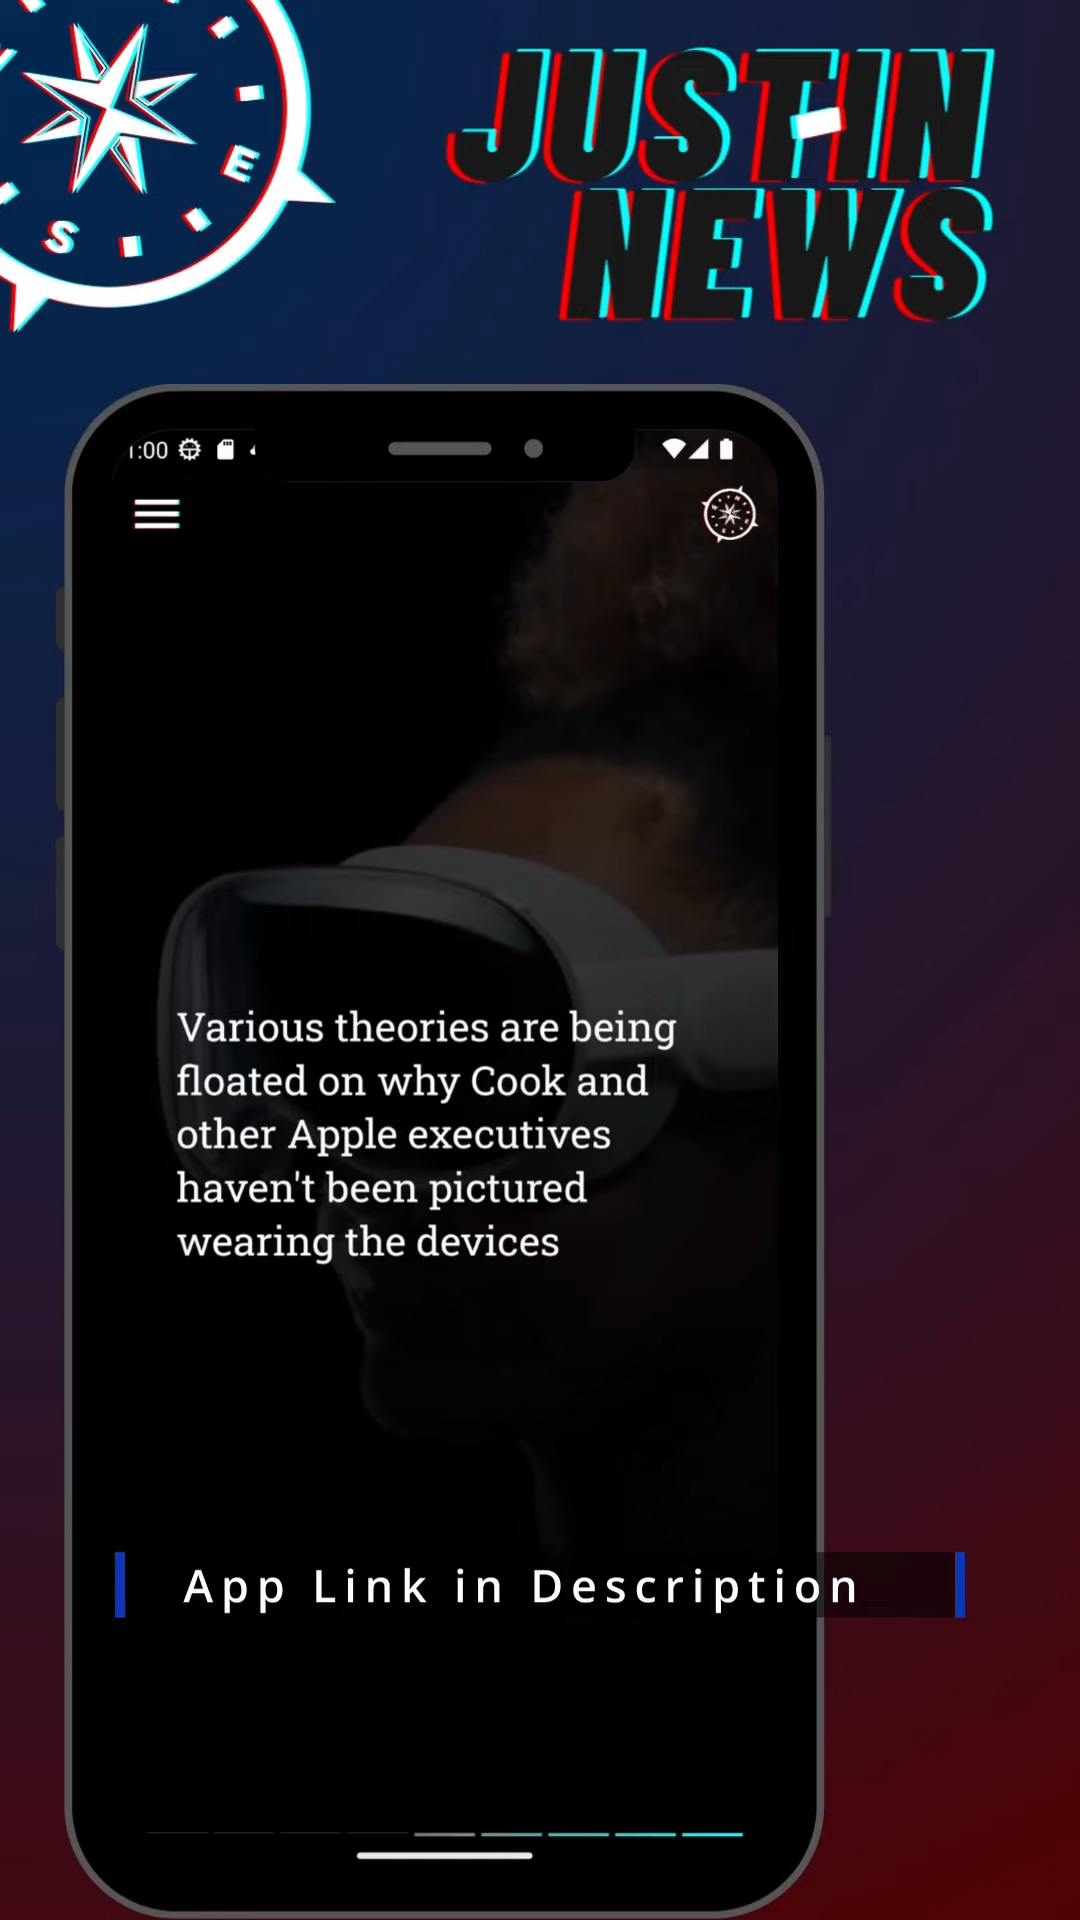 E
S
JUSTIN
NEWS
1:00
Various theories are being
floated on why Cook and
other Apple executives
haven't been pictured
wearing the devices
App Link in Description